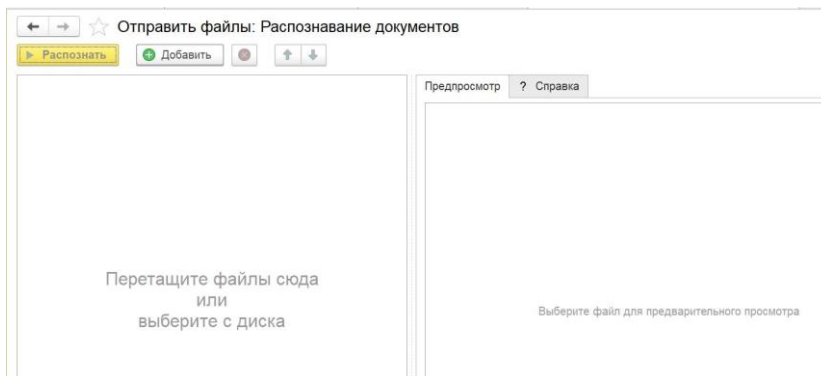 Отправить файлы: Распознавание документов
Распознать Добавить
Предпросмотр ? Справка
Перетащите файлы сюда
или
выберите с диска
Выберите файл для предварительного просмотра